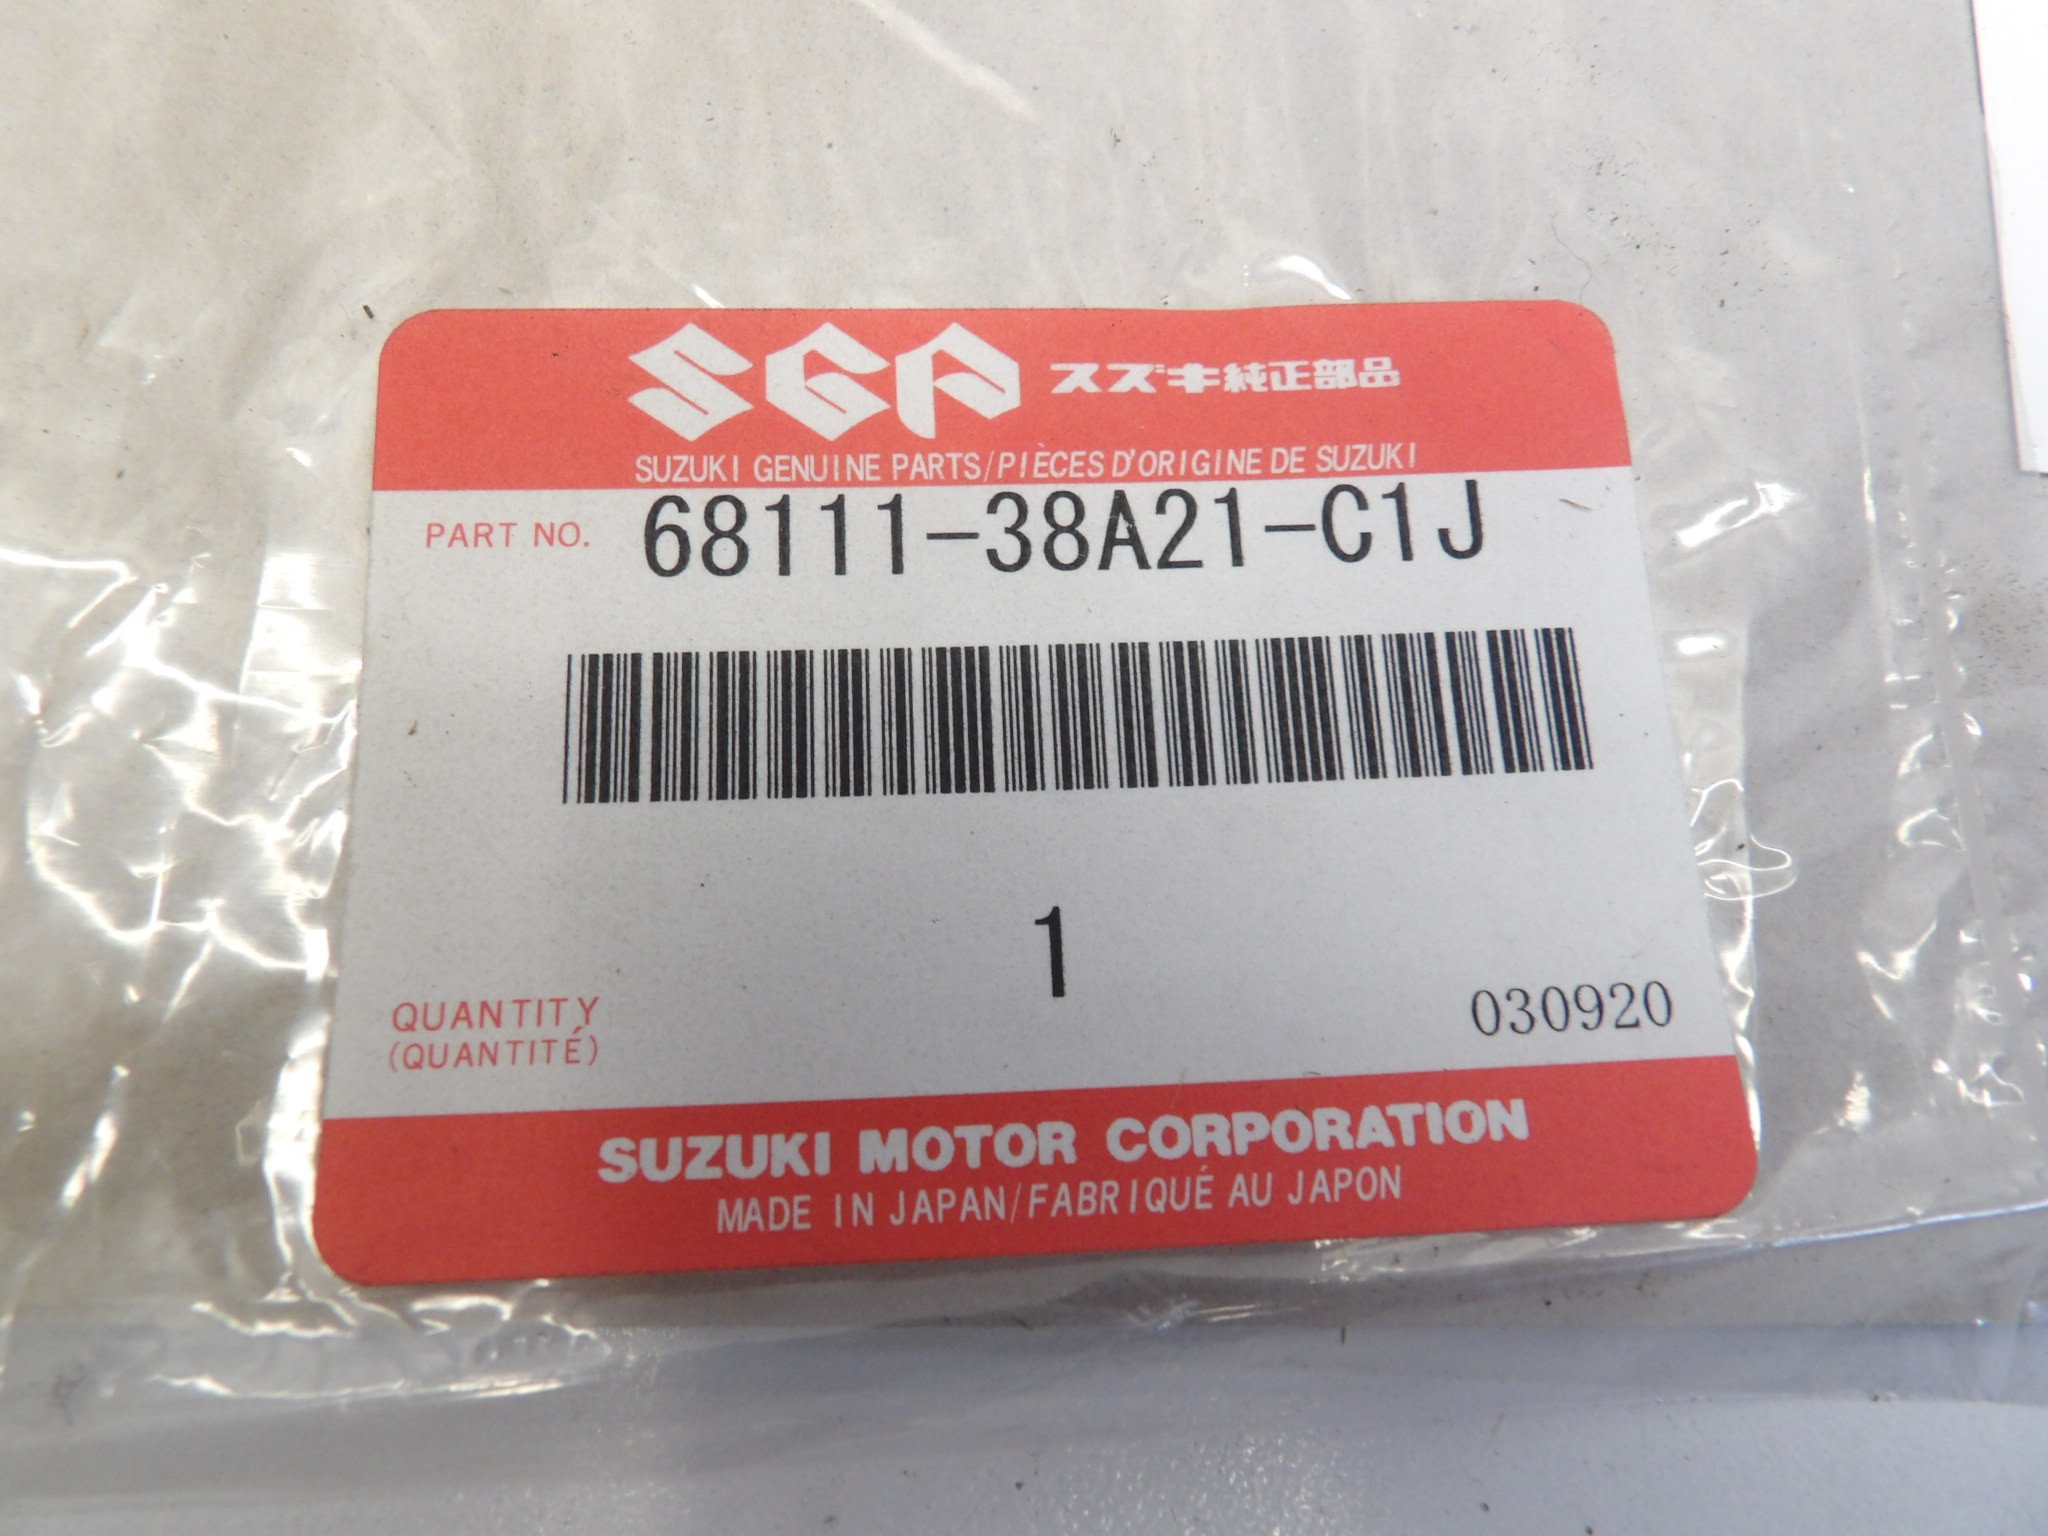 SGP スズキ純正部品
SUZUKI GENUINE PARTS/PIÈCES D'ORIGINE DE SUZUKI
PART NO. 68111-38A21-C1J
1
QUANTITY
(QUANTITÉ)
030920
SUZUKI MOTOR CORPORATION
MADE IN JAPAN/FABRIQUÉ AU JAPON